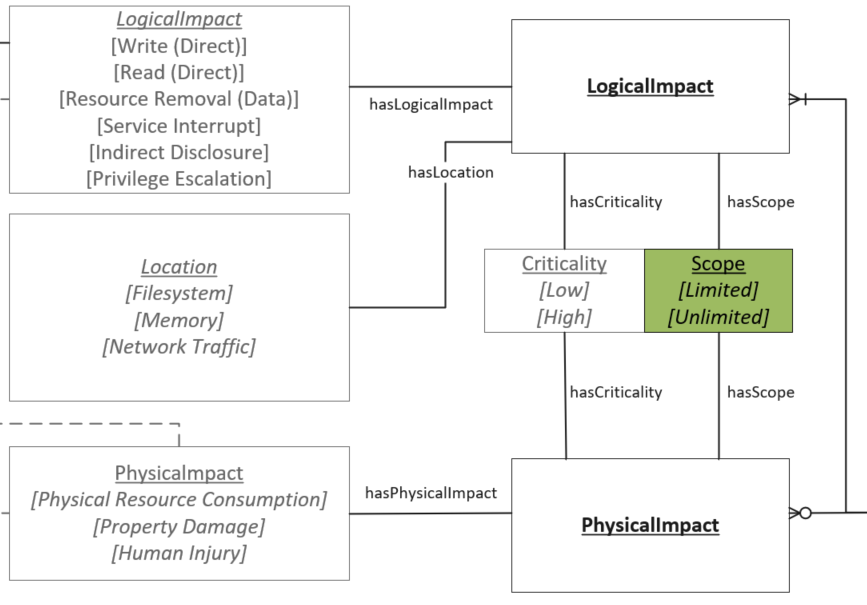 LogicalImpact
[Write (Direct)]
[Read (Direct)]
[Resource Removal (Data)]
[Service Interrupt]
[Indirect Disclosure]
[Privilege Escalation]
hasLogicalImpact
LogicalImpact
hasLocation
Location
[Filesystem]
[Memory]
[Network Traffic]
hasCriticality
hasScope
Criticality
[Low]
[High]
Scope
[Limited]
[Unlimited]
hasCriticality
hasScope
PhysicaImpact
[Physical Resource Consumption]
[Property Damage]
[Human Injury]
hasPhysicalImpact
PhysicalImpact